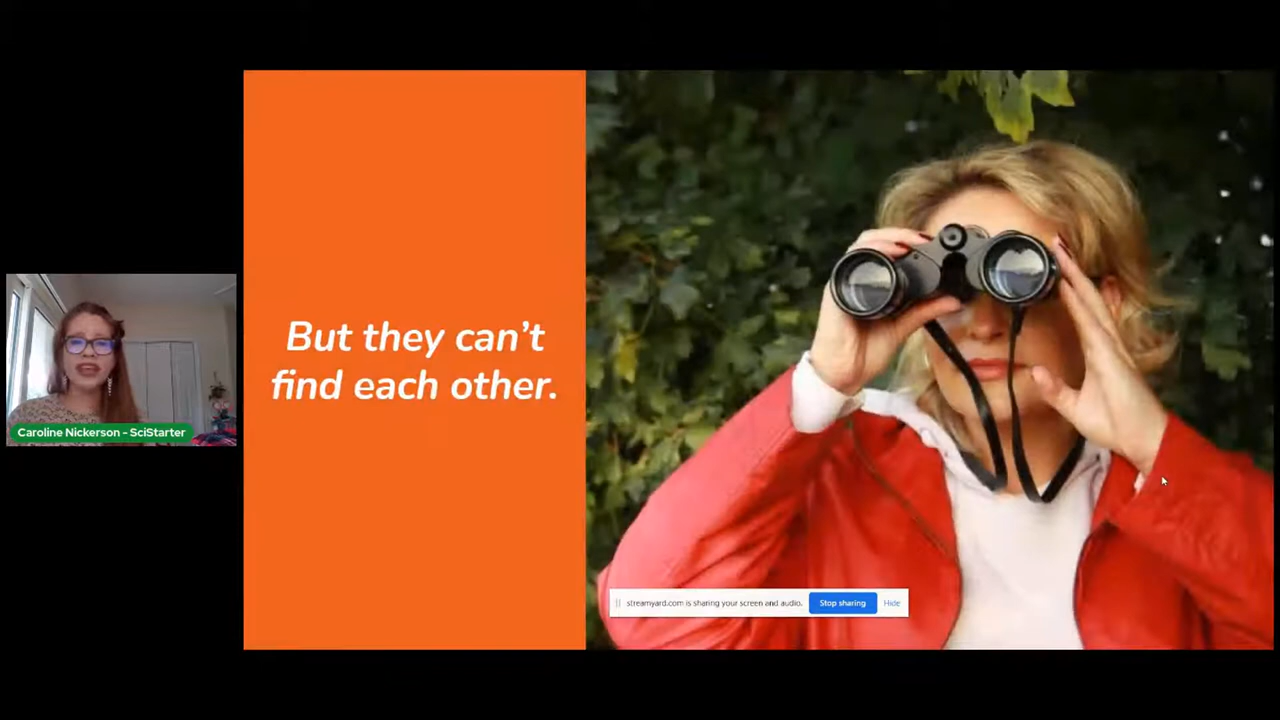 But they can’t
find each other.
Caroline Nickerson - SciStarter
streamyard.com is sharing your screen and audio.
Stop sharing
Hide